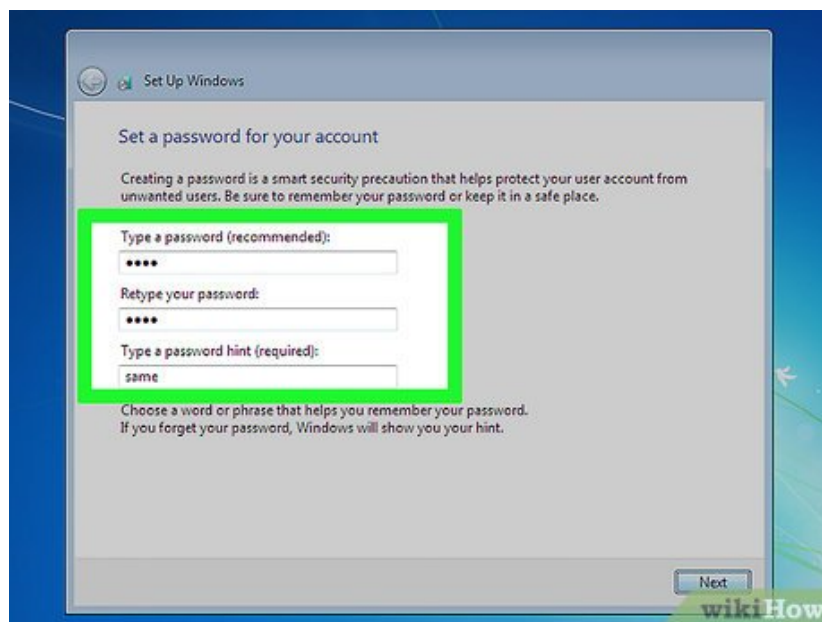 Set Up Windows
Set a password for your account
Creating a password is a smart security precaution that helps protect your user account from
unwanted users. Be sure to remember your password or keep it in a safe place.
Type a password (recommended):
••••
Retype your password:
••••
Type a password hint (required):
same
Choose a word or phrase that helps you remember your password.
If you forget your password, Windows will show you your hint.
Next
wikiHow